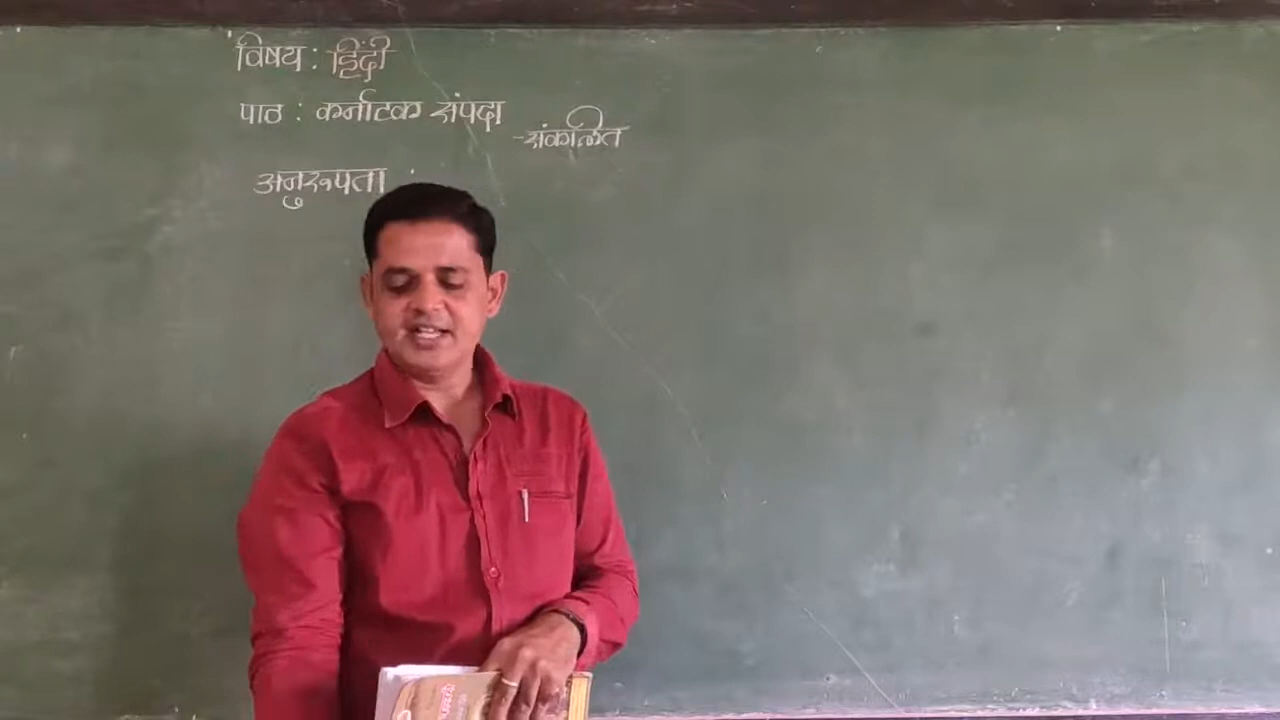 विषय : हिंदी
पाठ : कर्नाटक संपदा
-संकलित
अनुरूपता :